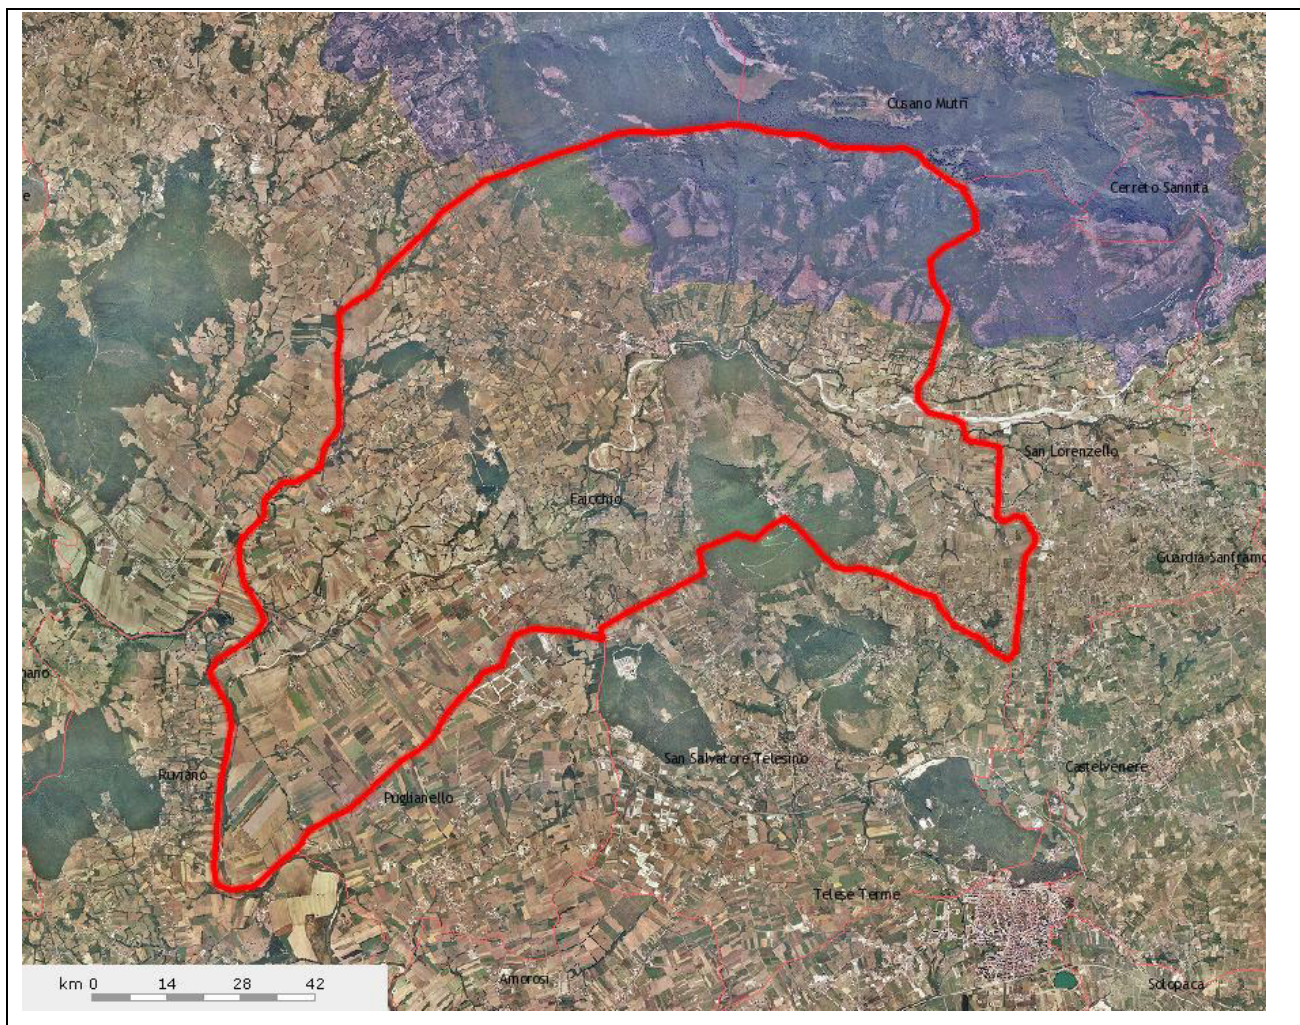 Cusano Mutri
Cerreto Sannita
e
San Lorenzello
Faicchio
Guardia Sanframo
nano
San Salvatore Telesino
Castelvenere
Ruviano
Puglianello
Telese Terme
Amorosi
Solopaca
km 0 14 28 42